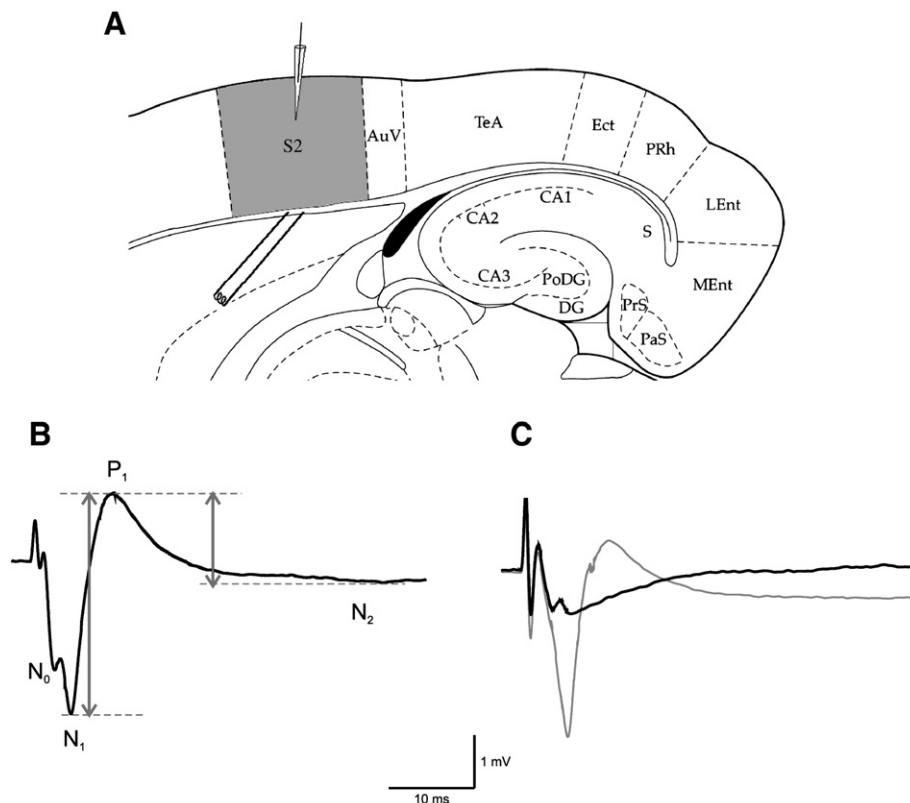 A
S2
AuV
TeA
Ect
PRh
LEnt
CA1
CA2
S
CA3
PoDG
DG
MEnt
PrS
PaS
B
C
P1
N0
N2
N1
1 mV
10 ms